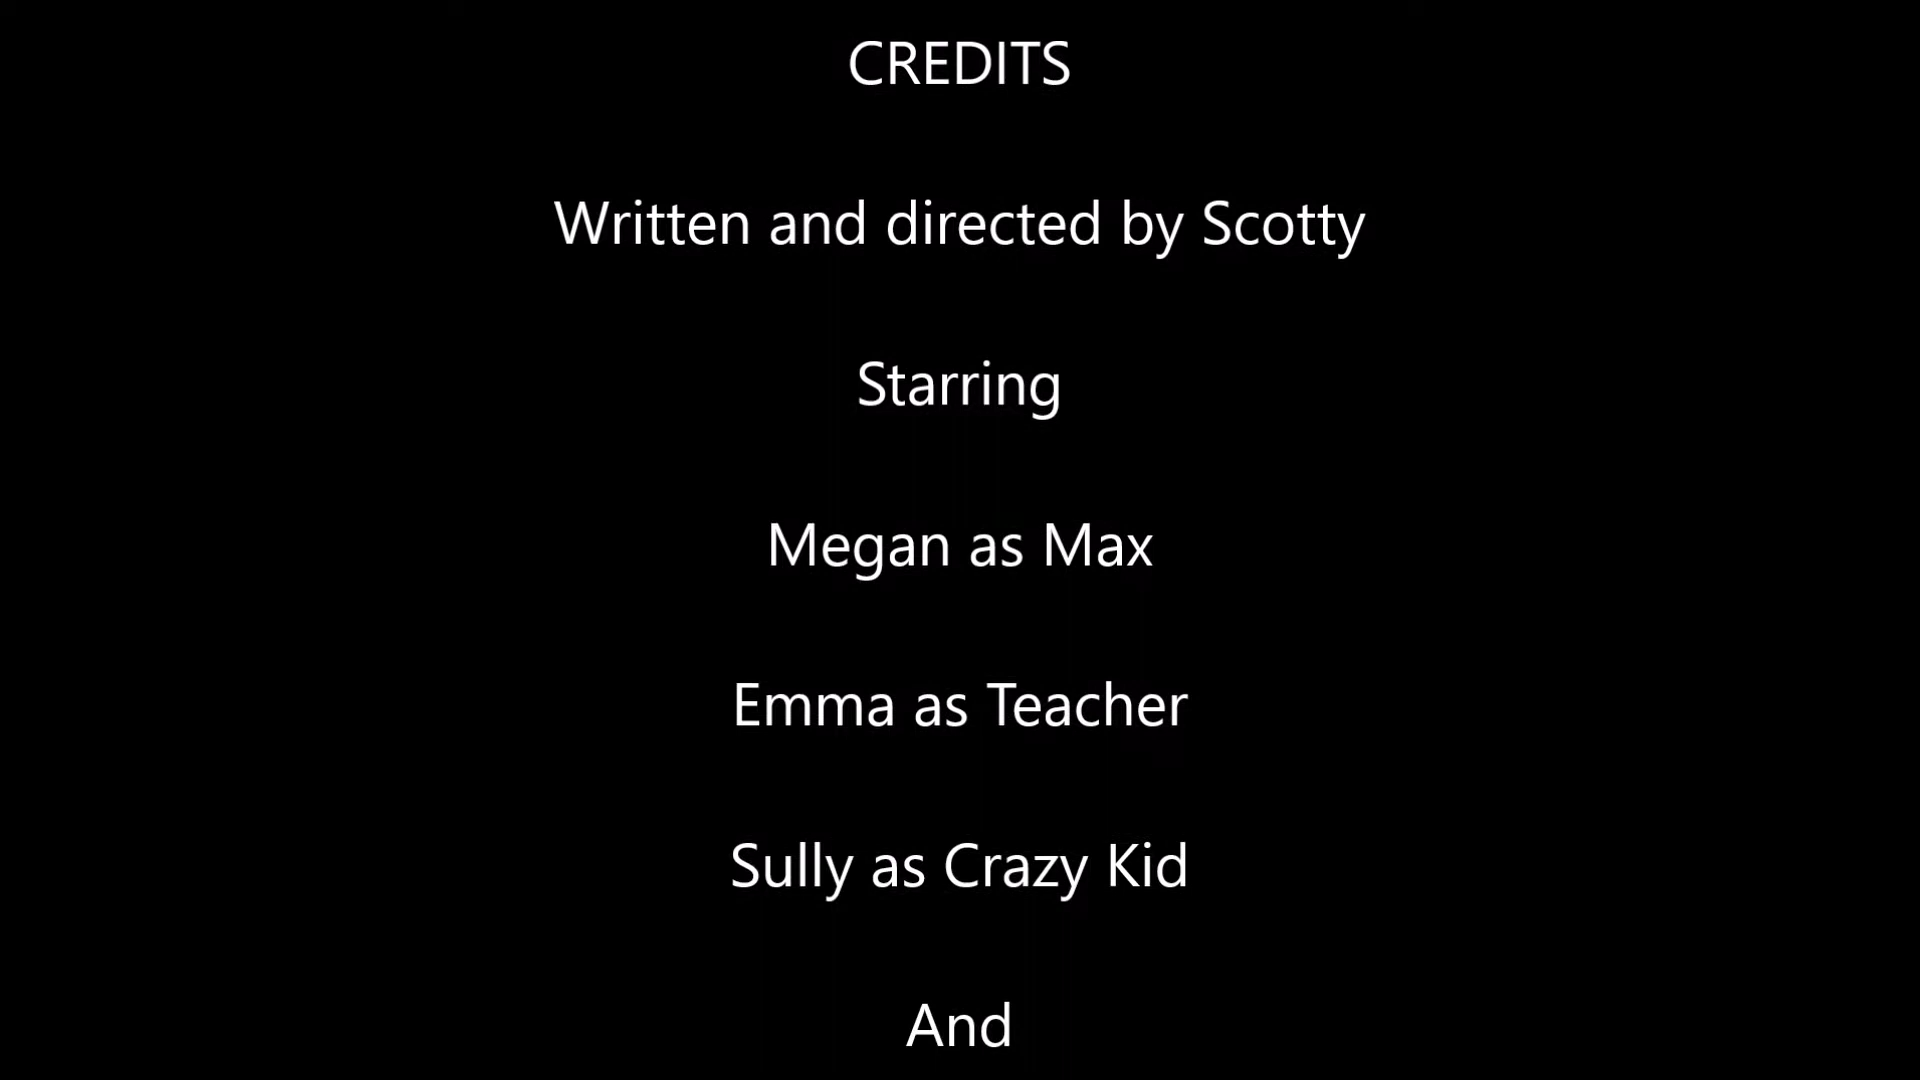 CREDITS
Written and directed by Scotty
Starring
Megan as Max
Emma as Teacher
Sully as Crazy Kid
And